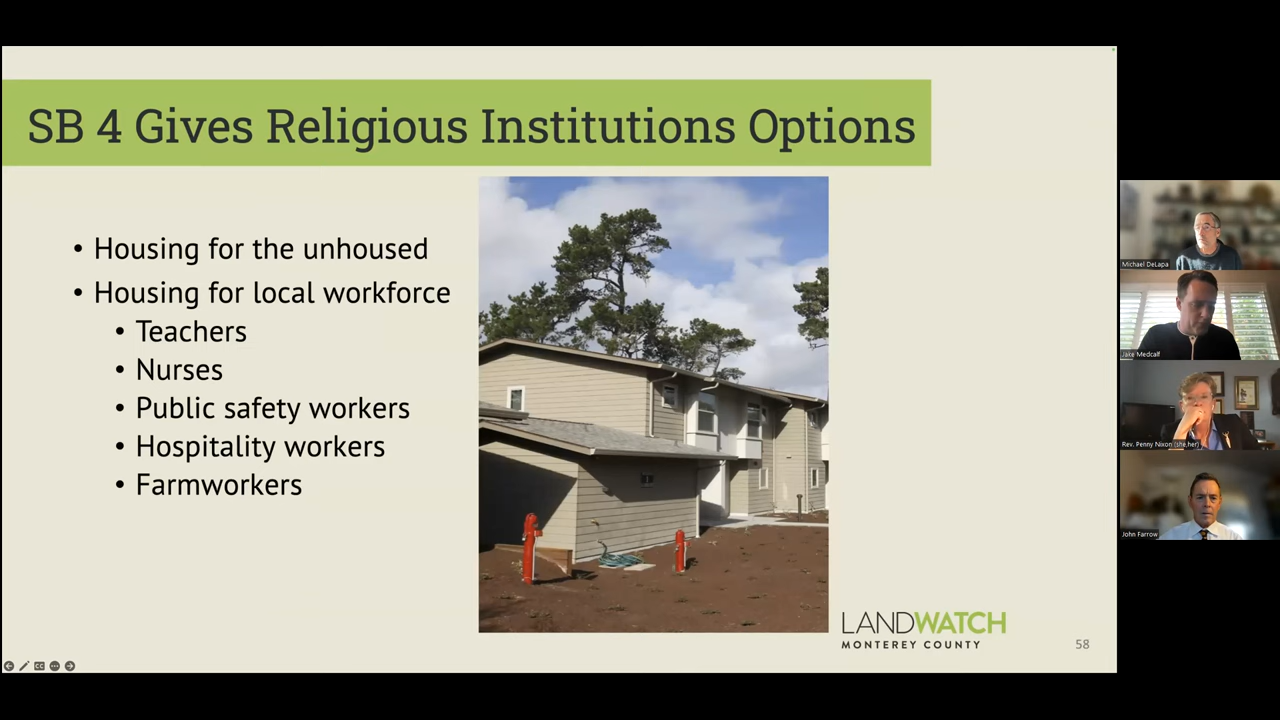 SB 4 Gives Religious Institutions Options
• Housing for the unhoused
• Housing for local workforce
• Teachers
• Nurses
• Public safety workers
• Hospitality workers
• Farmworkers
LANDWATCH
MONTEREY COUNTY
58
Michael DeLapa
Jake Medcalf
Rev. Penny Nixon (she,her)
John Farrow